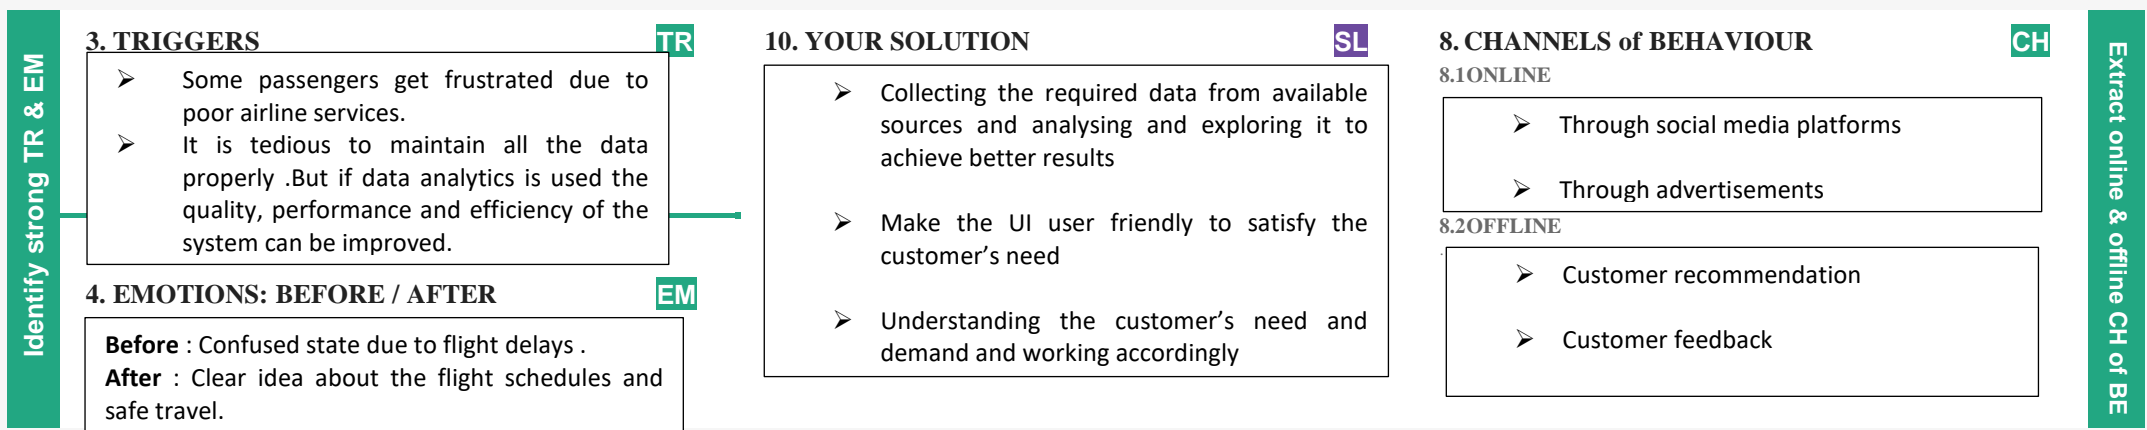 Identify strong TR & EM
3. TRIGGERS
TR
➢ Some passengers get frustrated due to
poor airline services.
➢ It is tedious to maintain all the data
properly .But if data analytics is used the
quality, performance and efficiency of the
system can be improved.
4. EMOTIONS: BEFORE / AFTER
EM
Before : Confused state due to flight delays .
After : Clear idea about the flight schedules and
safe travel.
10. YOUR SOLUTION
SL
➢ Collecting the required data from available
sources and analysing and exploring it to
achieve better results
➢ Make the UI user friendly to satisfy the
customer’s need
➢ Understanding the customer’s need and
demand and working accordingly
8. CHANNELS of BEHAVIOUR
CH
8.1ONLINE
➢ Through social media platforms
➢ Through advertisements
8.2OFFLINE
.
➢ Customer recommendation
➢ Customer feedback
Extract online & offline CH of BE